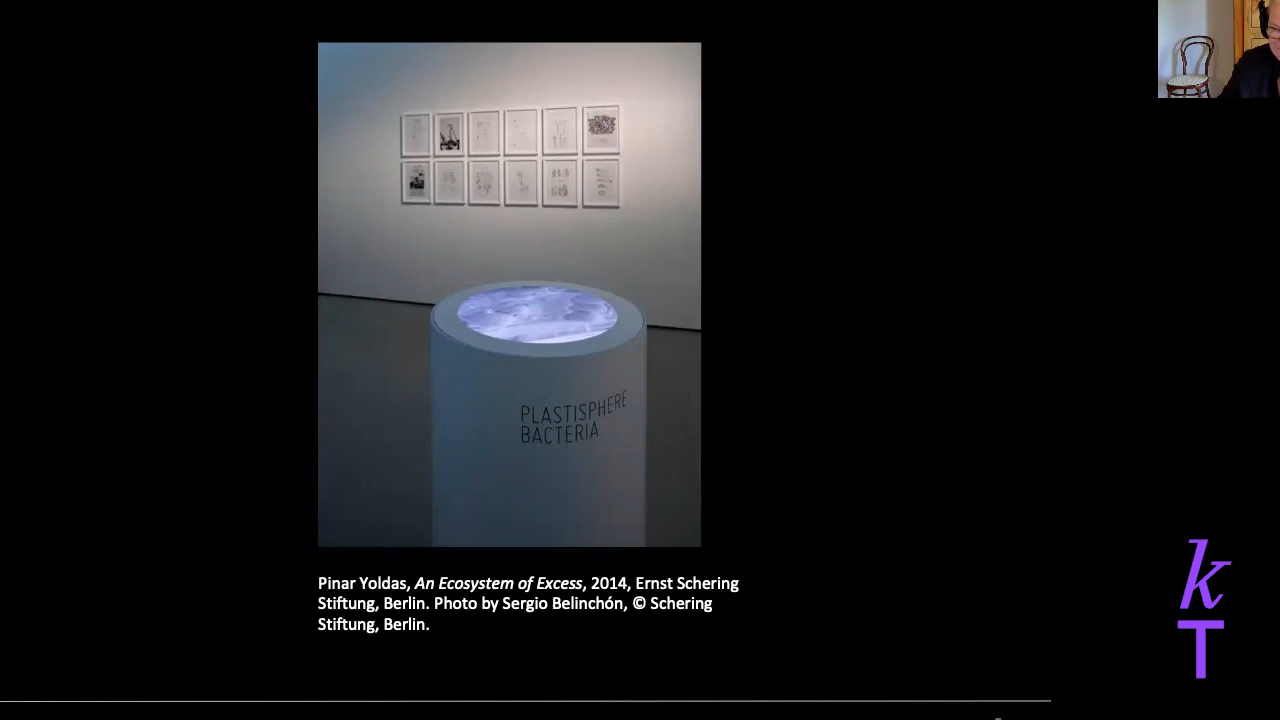 PLASTISPHERE
BACTERIA
Pinar Yoldas, An Ecosystem of Excess, 2014, Ernst Schering
Stiftung, Berlin. Photo by Sergio Belinchón, © Schering
Stiftung, Berlin.
k
T